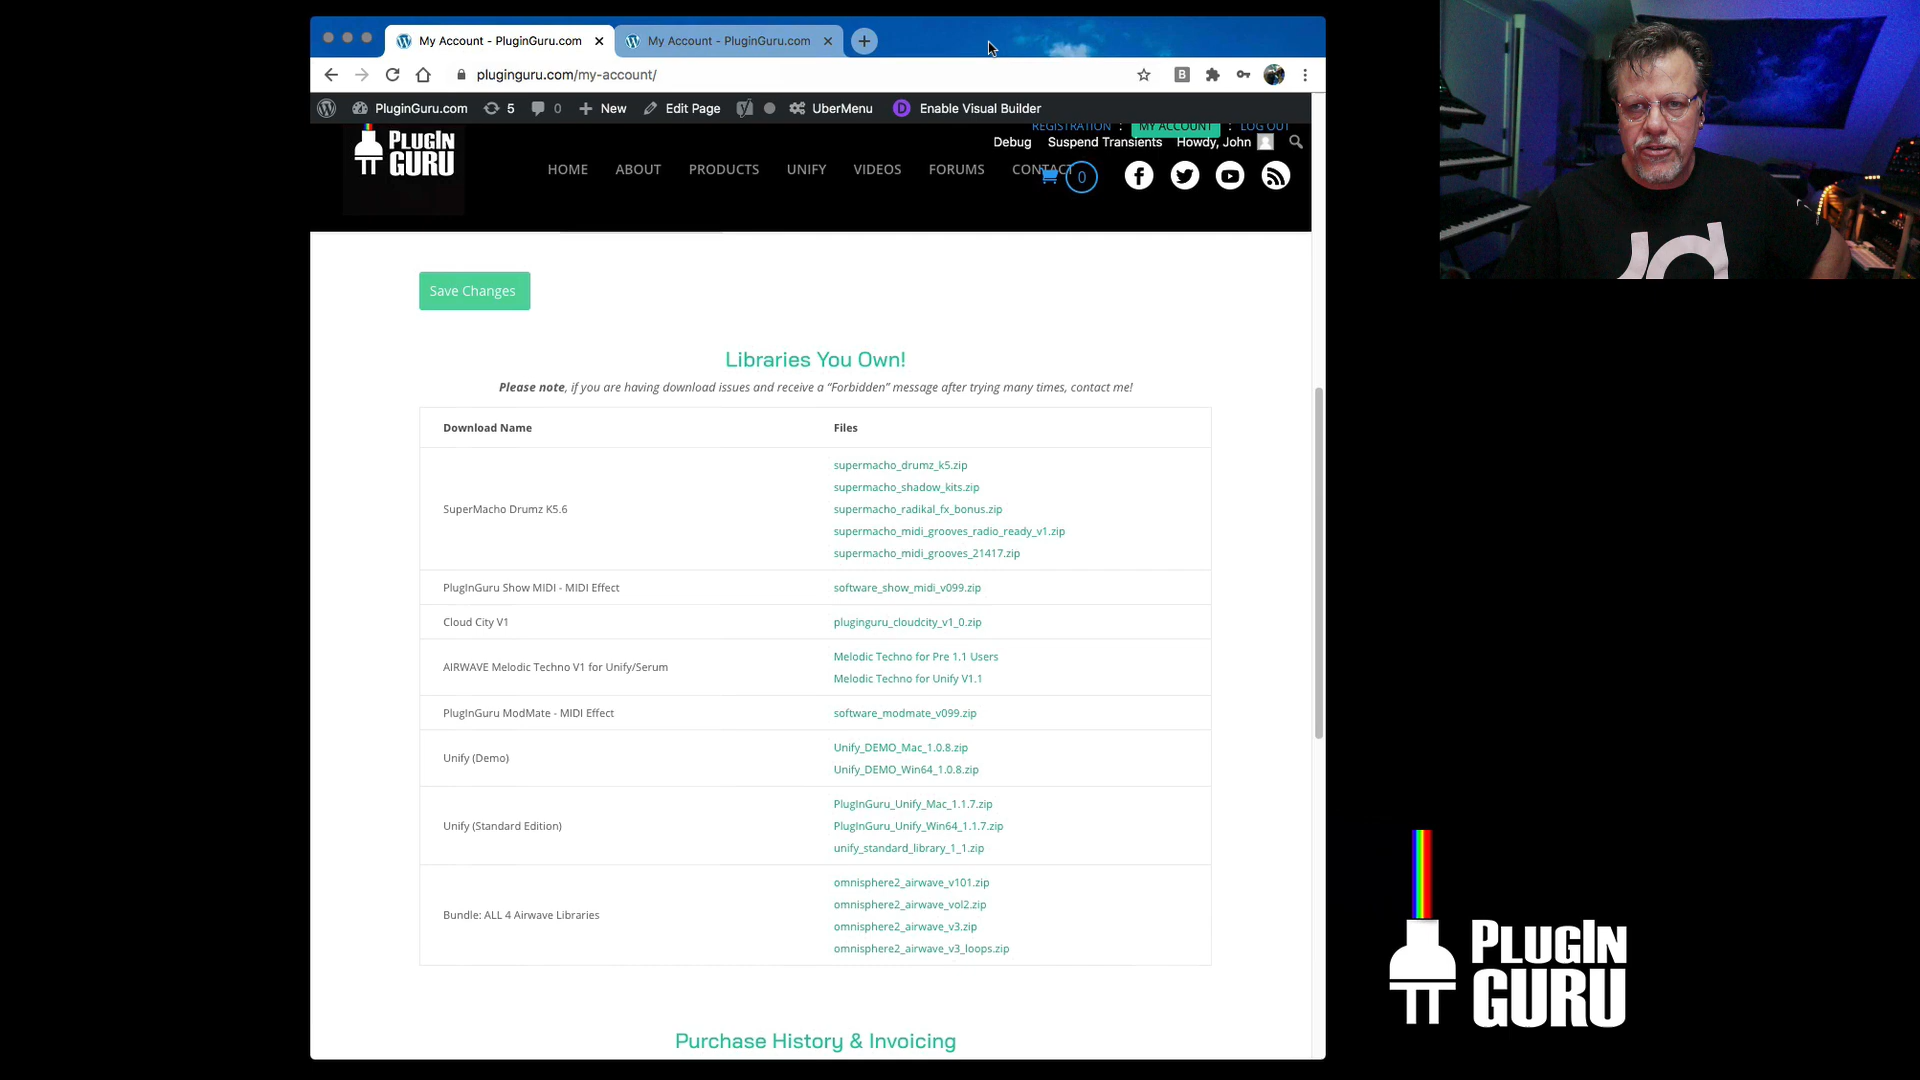 My Account - PluginGuru.com
My Account - PluginGuru.com
pluginguru.com/my-account/
PluginGuru.com 5 0 New Edit Page UberMenu Enable Visual Builder
REGISTRATION : MY ACCOUNT : LOG OUT
Debug Suspend Transients Howdy, John
PLUGIN
GURU
HOME ABOUT PRODUCTS UNIFY VIDEOS FORUMS CONTACT 0
Save Changes
Libraries You Own!
Please note, if you are having download issues and receive a “Forbidden” message after trying many times, contact me!
Download Name Files
supermacho_drumz_k5.zip
supermacho_shadow_kits.zip
SuperMacho Drumz K5.6 supermacho_radikal_fx_bonus.zip
supermacho_midi_grooves_radio_ready_v1.zip
supermacho_midi_grooves_21417.zip
PlugInGuru Show MIDI - MIDI Effect software_show_midi_v099.zip
Cloud City V1 pluginguru_cloudcity_v1_0.zip
Melodic Techno for Pre 1.1 Users
AIRWAVE Melodic Techno V1 for Unify/Serum
Melodic Techno for Unify V1.1
PlugInGuru ModMate - MIDI Effect software_modmate_v099.zip
Unify_DEMO_Mac_1.0.8.zip
Unify (Demo)
Unify_DEMO_Win64_1.0.8.zip
PlugInGuru_Unify_Mac_1.1.7.zip
Unify (Standard Edition) PlugInGuru_Unify_Win64_1.1.7.zip
unify_standard_library_1_1.zip
omnisphere2_airwave_v101.zip
omnisphere2_airwave_vol2.zip
Bundle: ALL 4 Airwave Libraries
omnisphere2_airwave_v3.zip
omnisphere2_airwave_v3_loops.zip
Purchase History & Invoicing
PLUGIN
GURU